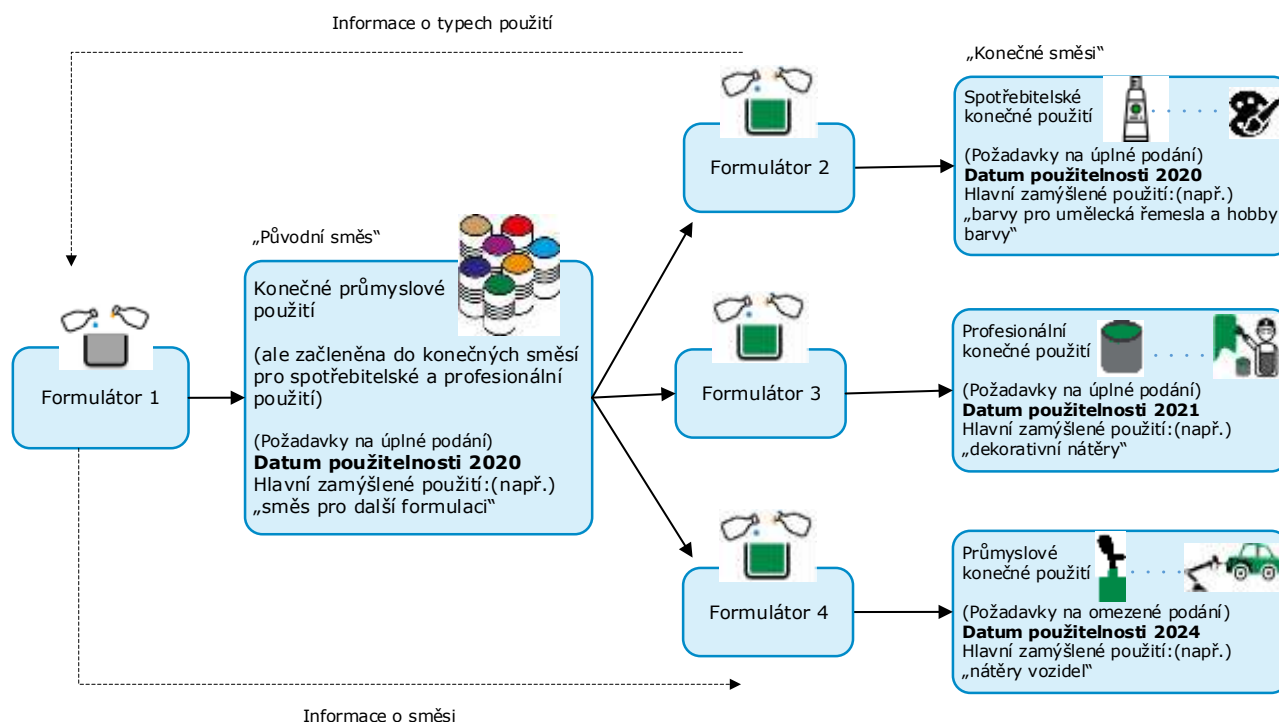 Informace o typech použití
„Konečné směsi“
Spotřebitelské
konečné použití
(Požadavky na úplné podání)
Datum použitelnosti 2020
Hlavní zamýšlené použití:(např.)
„barvy pro umělecká řemesla a hobby
barvy“
Formulátor 2
„Původní směs“
Konečné průmyslové
použití
(ale začleněna do konečných směsí
pro spotřebitelské a profesionální
použití)
(Požadavky na úplné podání)
Datum použitelnosti 2020
Hlavní zamýšlené použití:(např.)
„směs pro další formulaci“
Formulátor 1
Formulátor 3
Profesionální
konečné použití
(Požadavky na úplné podání)
Datum použitelnosti 2021
Hlavní zamýšlené použití:(např.)
„dekorativní nátěry“
Formulátor 4
Průmyslové
konečné použití
(Požadavky na omezené podání)
Datum použitelnosti 2024
Hlavní zamýšlené použití:(např.)
„nátěry vozidel“
Informace o směsi